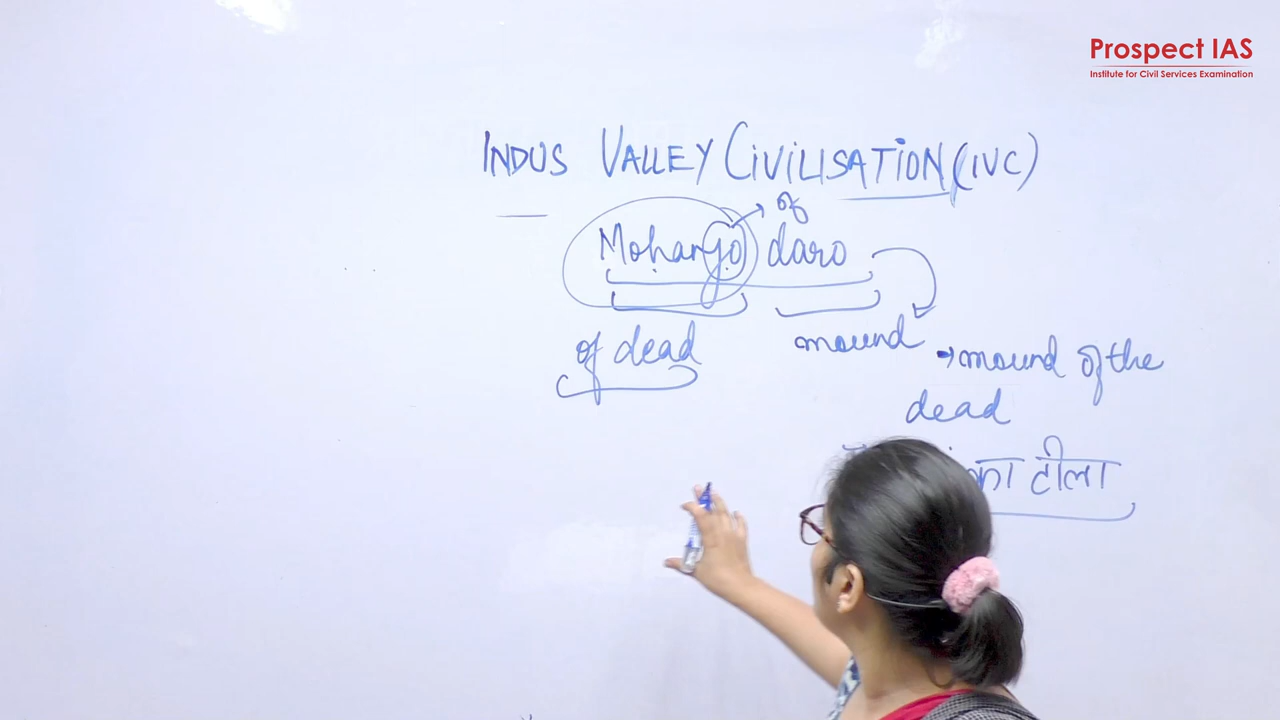 Prospect IAS
Institute for Civil Services Examination
INDUS VALLEY CIVILISATION (IVC)
of
Mohanjo daro
of dead
mound
→mound of the
dead
का टीला